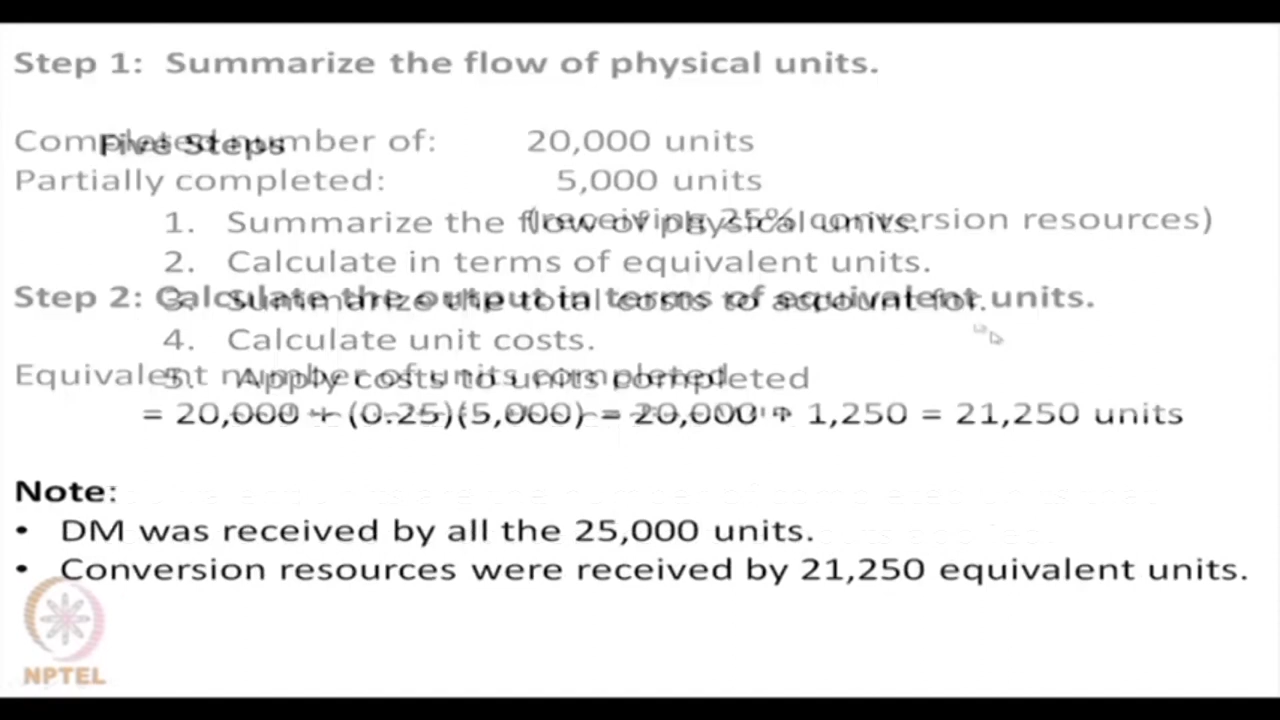 Step 1: Summarize the flow of physical units.
Completed number of: 20,000 units
Five Steps
Partially completed: 5,000 units
(receiving 25% conversion resources)
1. Summarize the flow of physical units.
2. Calculate in terms of equivalent units.
Step 2: Calculate the output in terms of equivalent units.
3. Summarize the total costs to account for.
4. Calculate unit costs.
Equivalent number of units completed
5. Apply costs to units completed
= 20,000 + (0.25)(5,000) = 20,000 + 1,250 = 21,250 units
Note:
• DM was received by all the 25,000 units.
• Conversion resources were received by 21,250 equivalent units.
NPTEL